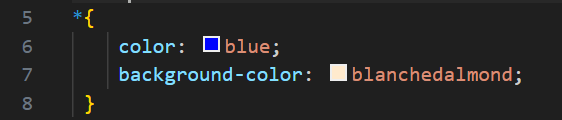 5 *{
6 color: blue;
7 background-color: blanchedalmond;
8 }